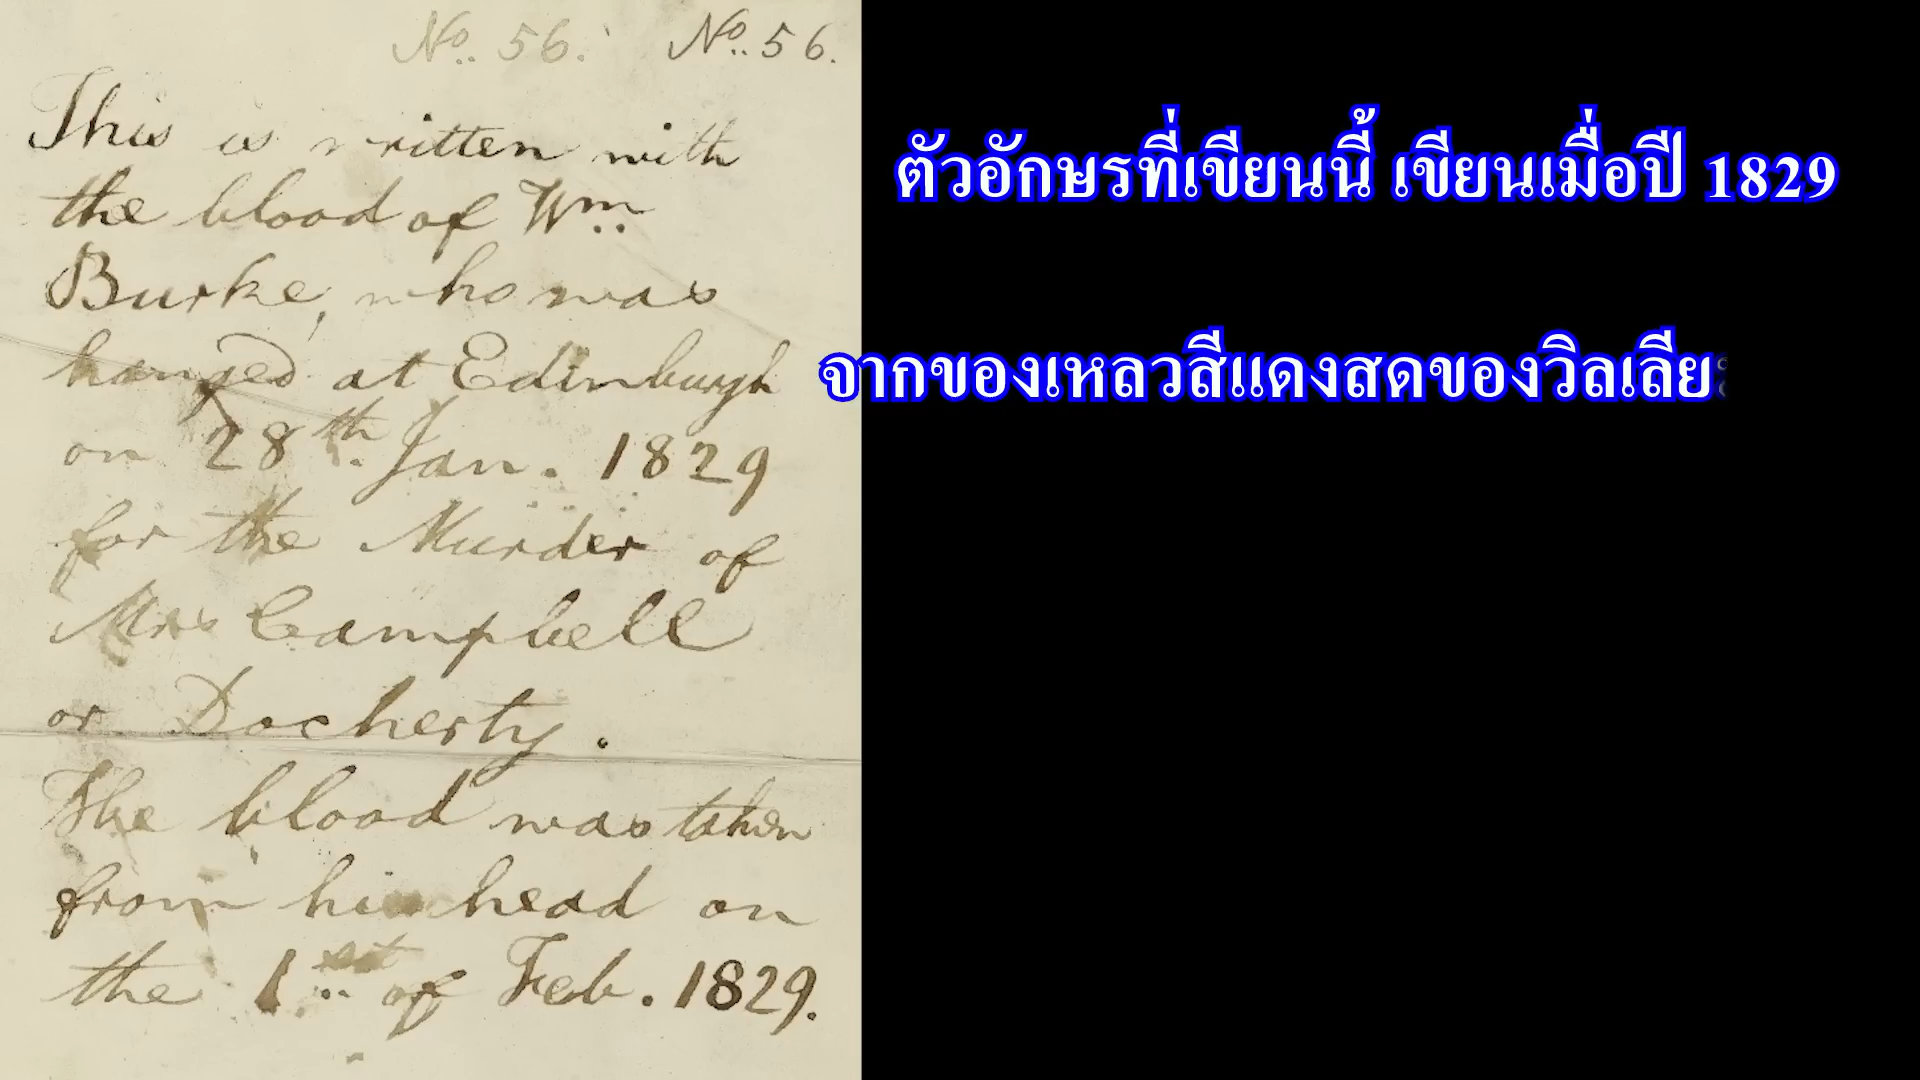 No. 56. No. 56.
This is written with
the blood of Wm.
Burke, who was
hanged at Edinburgh
on 28th. Jan. 1829
for the Murder of
Mrs Campbell
or Docherty.
The blood was taken
from his head on
the 1st of Feb. 1829.
ตัวอักษรที่เขียนนี้ เขียนเมื่อปี 1829
จากของเหลวสีแดงสดของวิลเลีย